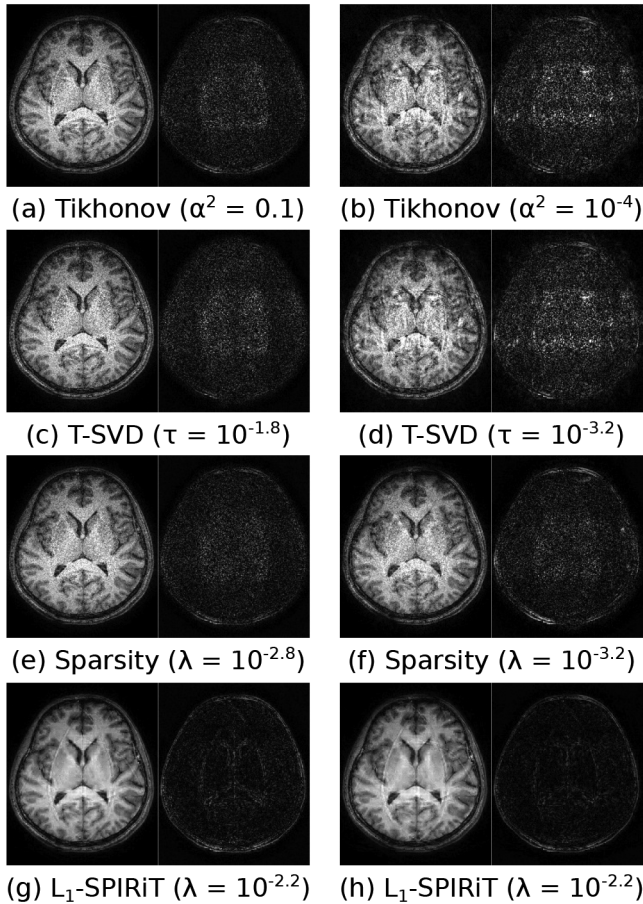 (a) Tikhonov (α² = 0.1)
(b) Tikhonov (α² = 10⁻⁴)
(c) T-SVD (τ = 10⁻¹·⁸)
(d) T-SVD (τ = 10⁻³·²)
(e) Sparsity (λ = 10⁻²·⁸)
(f) Sparsity (λ = 10⁻³·²)
(g) L₁-SPIRiT (λ = 10⁻²·²)
(h) L₁-SPIRiT (λ = 10⁻²·²)